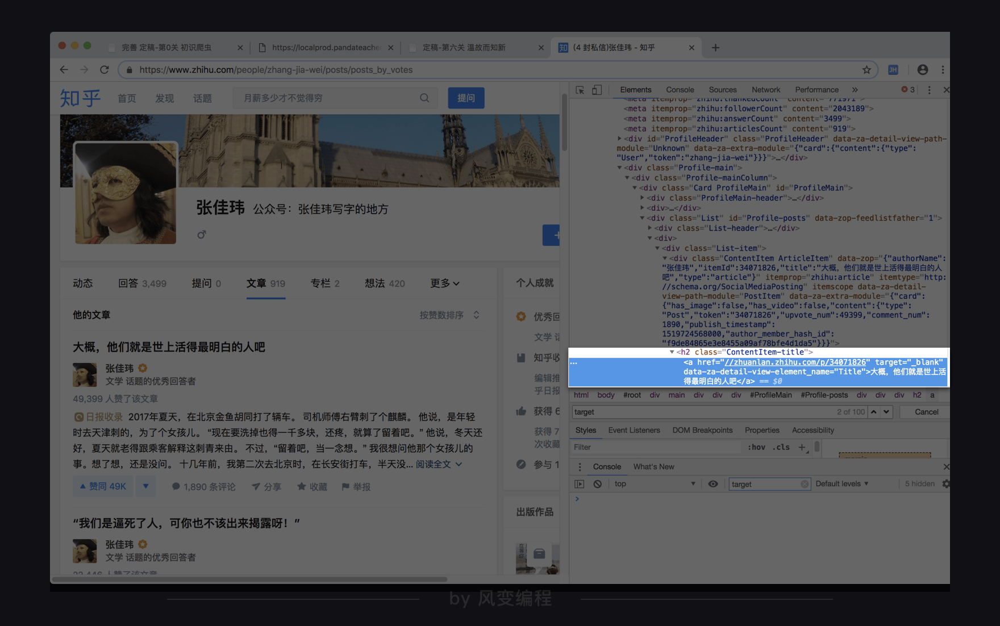 完善 定稿-第0关 初识爬虫
https://localprod.pandateache
定稿-第六关 温故而知新
知 (4 封私信)张佳玮 - 知乎
https://www.zhihu.com/people/zhang-jia-wei/posts/posts_by_votes
JH
知乎 首页 发现 话题 月薪多少才不觉得穷 提问
张佳玮 公众号：张佳玮写字的地方
动态 回答 3,499 提问 0 文章 919 专栏 2 想法 420 更多
他的文章 按赞数排序
大概，他们就是世上活得最明白的人吧
张佳玮
文学 话题的优秀回答者
49,399 人赞了该文章
日报收录 2017年夏天，在北京金鱼胡同打了辆车。 司机师傅右臂刺了个麒麟。 他说，是年轻
时去天津刺的，为了个女孩儿。 “现在要洗掉也得一千多块，还疼，就算了留着吧。” 他说，冬天还
好，夏天就老得跟乘客解释这刺青来由。 不过，“留着吧，当一念想。” 我很想问他那个女孩儿的
事。想了想，还是没问。 十几年前，我第二次去北京时，在长安街打车，半天没... 阅读全文
赞同 49K 1,890 条评论 分享 收藏 举报
“我们是逼死了人，可你也不该出来揭露呀！”
张佳玮
文学 话题的优秀回答者
个人成就
优秀回
文学 话
知乎收
编辑推
乎日报
获得 6
获得 7
次收藏
参与 1
出版作品
Elements Console Sources Network Performance » 3
<meta itemprop="zhihu:thankedCount" content="771971">
<meta itemprop="zhihu:followerCount" content="2043189">
<meta itemprop="zhihu:answerCount" content="3499">
<meta itemprop="zhihu:articlesCount" content="919">
<div id="ProfileHeader" class="ProfileHeader" data-za-detail-view-path-
module="Unknown" data-za-extra-module="{"card":{"content":{"type":
"User","token":"zhang-jia-wei"}}}">…</div>
<div class="Profile-main">
<div class="Profile-mainColumn">
<div class="Card ProfileMain" id="ProfileMain">
<div class="ProfileMain-header">…</div>
<div>…</div>
<div class="List" id="Profile-posts" data-zop-feedlistfather="1">
<div class="List-header">…</div>
<div>
<div class="List-item">
<div class="ContentItem ArticleItem" data-zop="{"authorName":
"张佳玮","itemId":34071826,"title":"大概，他们就是世上活得最明白的人
吧","type":"article"}" itemprop="zhihu:article" itemtype="http:
//schema.org/SocialMediaPosting" itemscope data-za-detail-
view-path-module="PostItem" data-za-extra-module="{"card":
{"has_image":false,"has_video":false,"content":{"type":
"Post","token":"34071826","upvote_num":49399,"comment_num":
1890,"publish_timestamp":
1519724568000,"author_member_hash_id":
"f9de84865e3e8455a09af78bfe4d1da5"}}}">
<h2 class="ContentItem-title">
… <a href="//zhuanlan.zhihu.com/p/34071826" target="_blank"
data-za-detail-view-element_name="Title">大概，他们就是世上活
得最明白的人吧</a> == $0
html body #root div main div div div #ProfileMain #Profile-posts div div div h2 a
target 2 of 100 Cancel
Styles Event Listeners DOM Breakpoints Properties Accessibility
Filter :hov .cls +
Console What's New
top target Default levels 5 hidden
by 风变编程